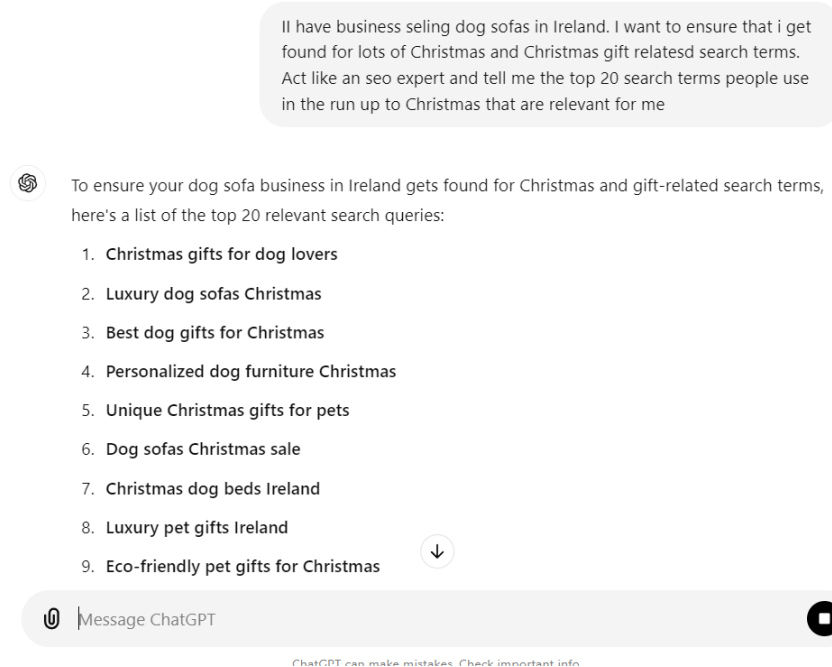 II have business seling dog sofas in Ireland. I want to ensure that i get
found for lots of Christmas and Christmas gift relatesd search terms.
Act like an seo expert and tell me the top 20 search terms people use
in the run up to Christmas that are relevant for me
To ensure your dog sofa business in Ireland gets found for Christmas and gift-related search terms,
here's a list of the top 20 relevant search queries:
1. Christmas gifts for dog lovers
2. Luxury dog sofas Christmas
3. Best dog gifts for Christmas
4. Personalized dog furniture Christmas
5. Unique Christmas gifts for pets
6. Dog sofas Christmas sale
7. Christmas dog beds Ireland
8. Luxury pet gifts Ireland
9. Eco-friendly pet gifts for Christmas
Message ChatGPT
ChatGPT can make mistakes. Check important info.